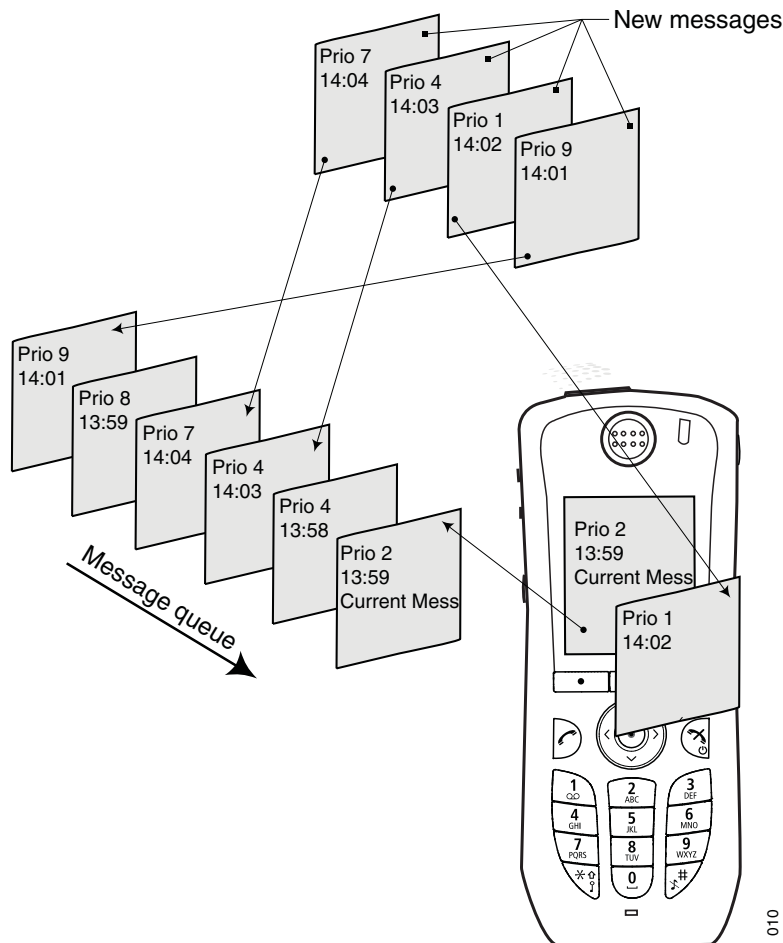 New messages
Prio 7
14:04
Prio 4
14:03
Prio 1
14:02
Prio 9
14:01
Prio 9
14:01
Prio 8
13:59
Prio 7
14:04
Prio 4
14:03
Prio 4
13:58
Prio 2
13:59
Current Mess
Message queue
Prio 2
13:59
Current Mess
Prio 1
14:02
1
2
ABC
3
DEF
4
GHI
5
JKL
6
MNO
7
PQRS
8
TUV
9
WXYZ
*
0
#
010